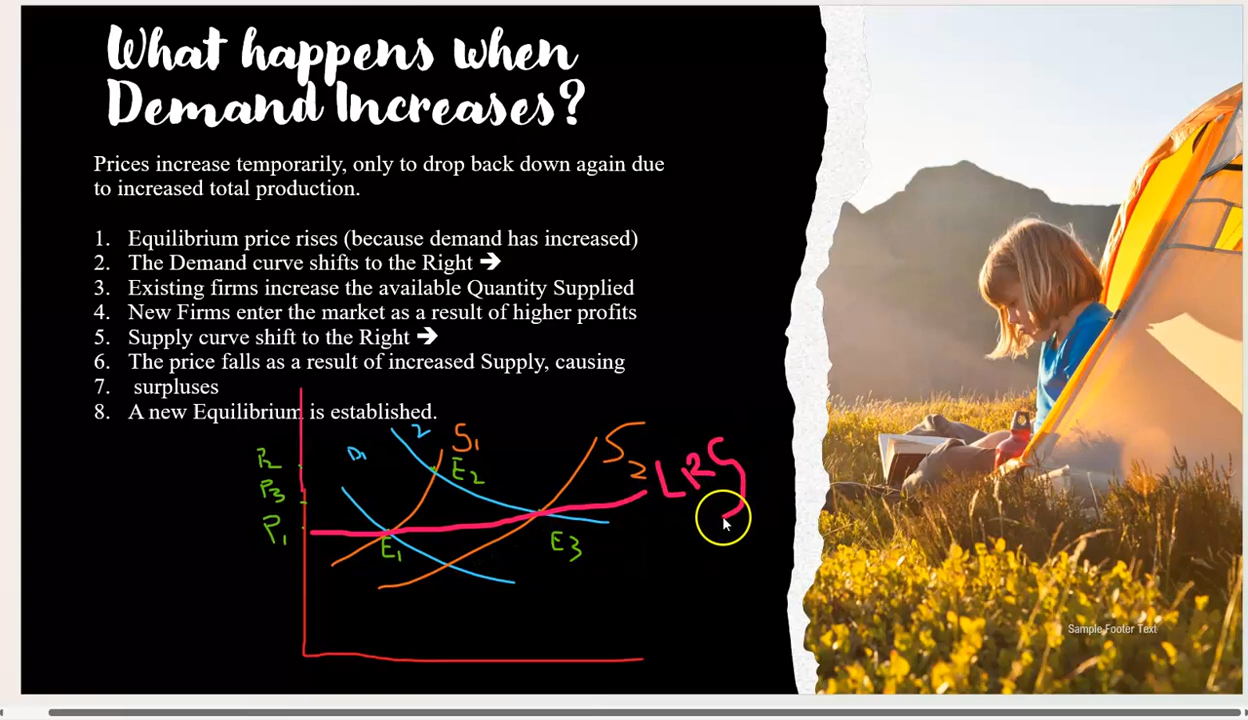 What happens when
Demand Increases?
Prices increase temporarily, only to drop back down again due
to increased total production.
1. Equilibrium price rises (because demand has increased)
2. The Demand curve shifts to the Right →
3. Existing firms increase the available Quantity Supplied
4. New Firms enter the market as a result of higher profits
5. Supply curve shift to the Right →
6. The price falls as a result of increased Supply, causing
7. surpluses
8. A new Equilibrium is established.
D1
2
S1
S2
P2
E2
LRS
P3
P1
E1
E3
Sample Footer Text